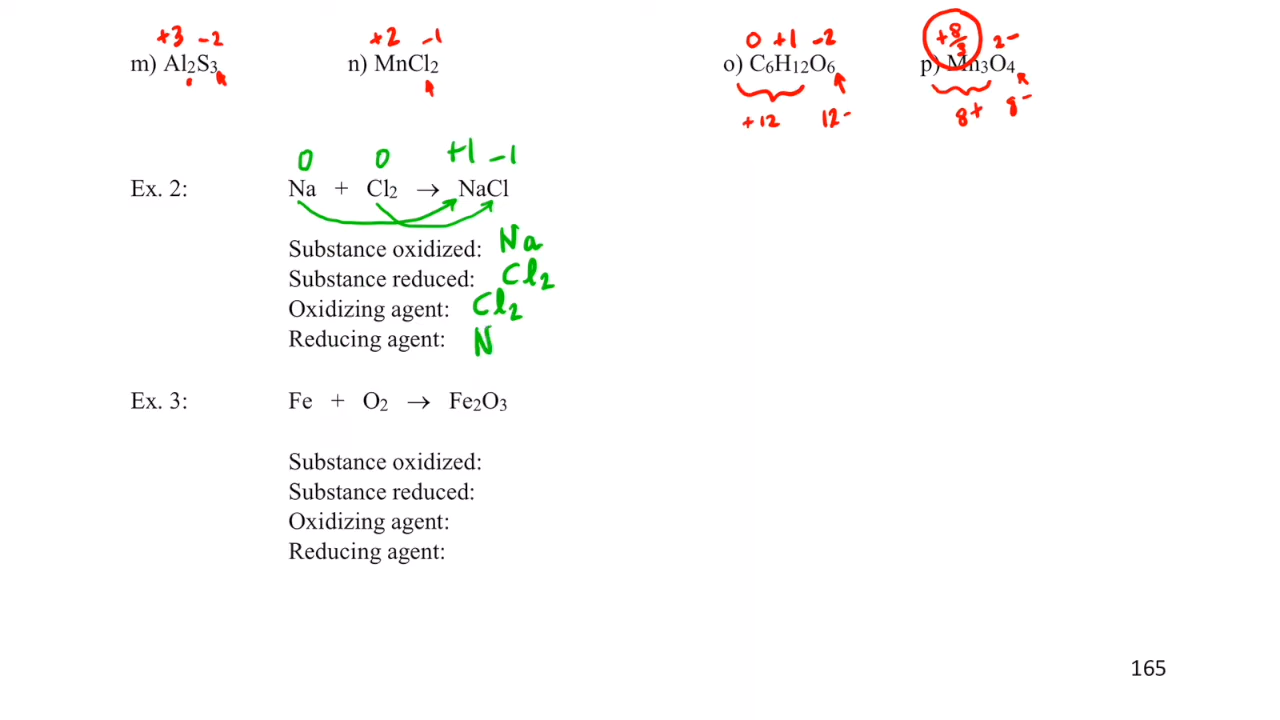 +3 -2 +2 -1 0 +1 -2 +8/3 2-
m) Al2S3 n) MnCl2 o) C6H12O6 p) Mn3O4
+12 12- 8+ 8-
0 0 +1 -1
Ex. 2: Na + Cl2 → NaCl
Substance oxidized: Na
Substance reduced: Cl2
Oxidizing agent: Cl2
Reducing agent: N
Ex. 3: Fe + O2 → Fe2O3
Substance oxidized:
Substance reduced:
Oxidizing agent:
Reducing agent:
165